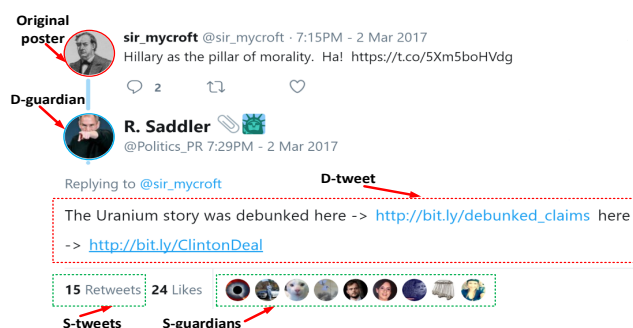 Original
poster
sir_mycroft @sir_mycroft · 7:15PM - 2 Mar 2017
Hillary as the pillar of morality. Ha! https://t.co/5Xm5boHVdg
2
D-guardian
R. Saddler
@Politics_PR 7:29PM - 2 Mar 2017
Replying to @sir_mycroft
D-tweet
The Uranium story was debunked here -> http://bit.ly/debunked_claims here
-> http://bit.ly/ClintonDeal
15 Retweets 24 Likes
S-tweets S-guardians